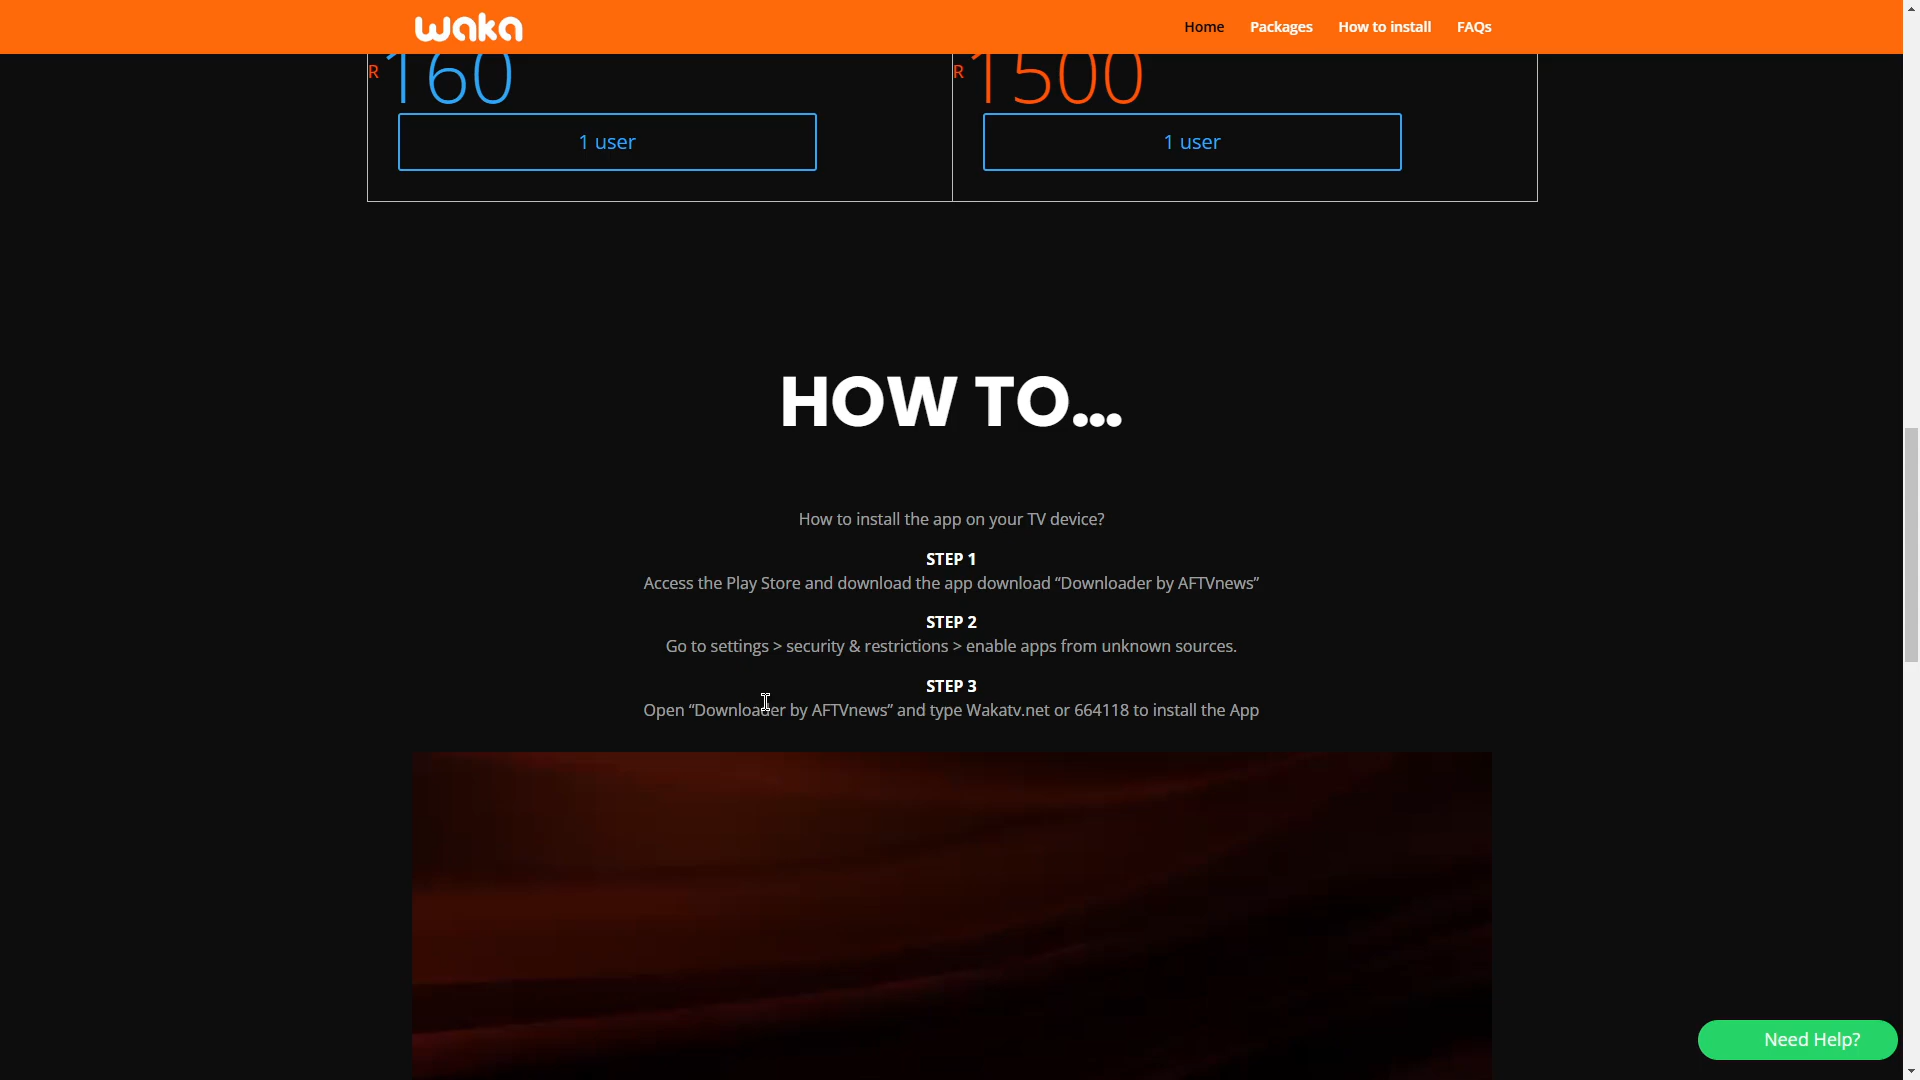 waka
Home Packages How to install FAQs
R 160
R 1500
1 user
1 user
HOW TO...
How to install the app on your TV device?
STEP 1
Access the Play Store and download the app download “Downloader by AFTVnews”
STEP 2
Go to settings > security & restrictions > enable apps from unknown sources.
STEP 3
Open “Downloader by AFTVnews” and type Wakatv.net or 664118 to install the App
Need Help?